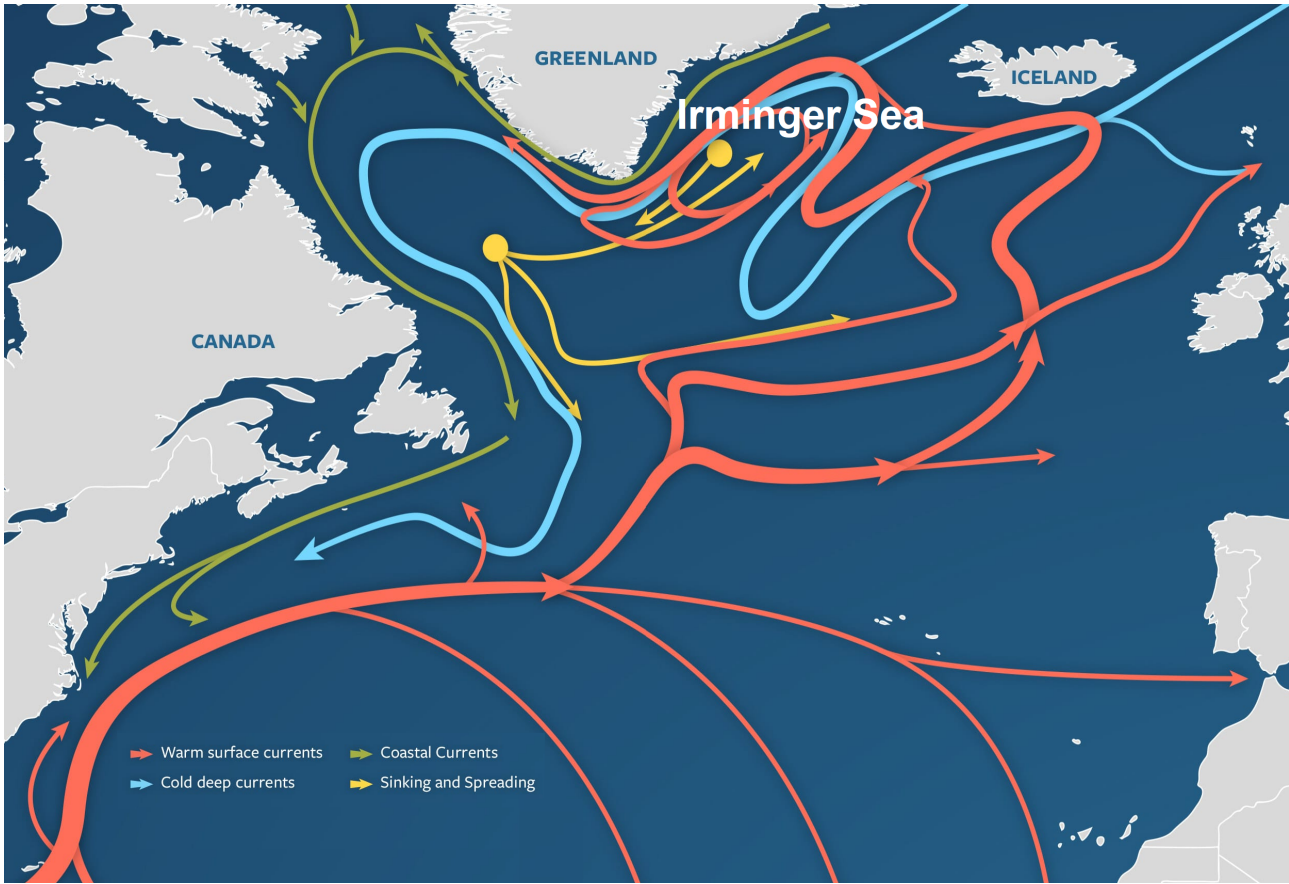 GREENLAND
ICELAND
Irminger Sea
CANADA
Warm surface currents
Coastal Currents
Cold deep currents
Sinking and Spreading